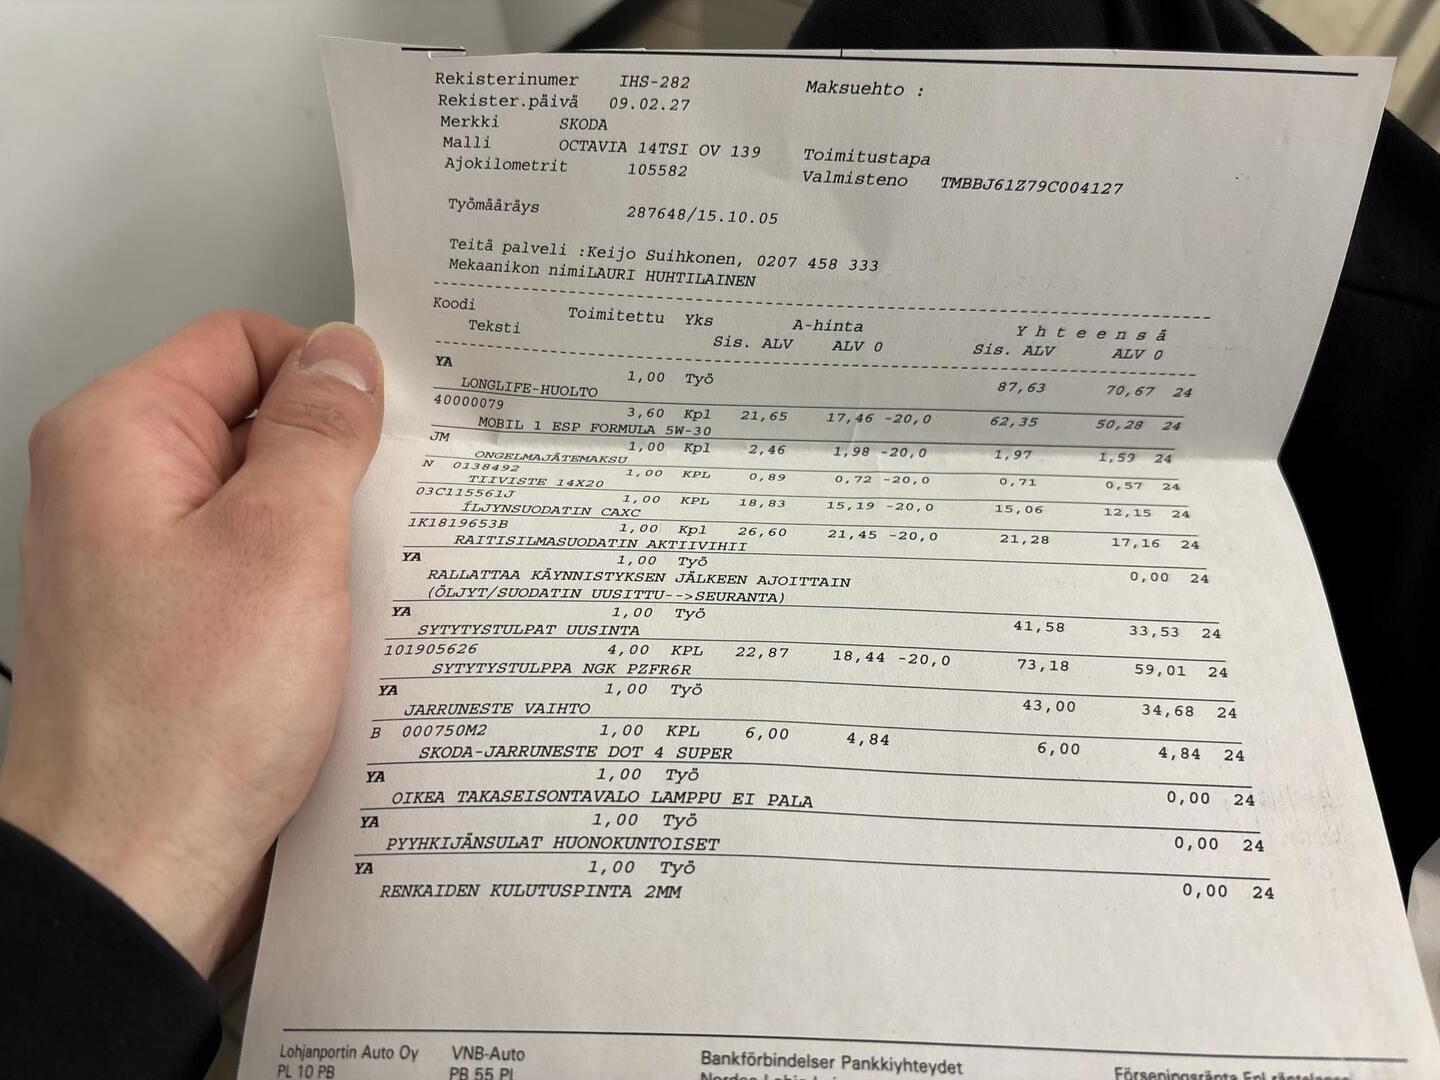 Rekisterinumer IHS-282 Maksuehto :
Rekister.päivä 09.02.27
Merkki SKODA
Malli OCTAVIA 14TSI OV 139 Toimitustapa
Ajokilometrit 105582 Valmisteno TMBBJ61Z79C004127
Työmääräys 287648/15.10.05
Teitä palveli :Keijo Suihkonen, 0207 458 333
Mekaanikon nimiLAURI HUHTILAINEN
Koodi Toimitettu Yks A-hinta Yhteensä
Teksti Sis. ALV ALV 0 Sis. ALV ALV 0
YA 1,00 Työ 87,63 70,67 24
LONGLIFE-HUOLTO
40000079 3,60 Kpl 21,65 17,46 -20,0 62,35 50,28 24
MOBIL 1 ESP FORMULA 5W-30
JM 1,00 Kpl 2,46 1,98 -20,0 1,97 1,59 24
ONGELMAJÄTEMAKSU
N 0138492 1,00 KPL 0,89 0,72 -20,0 0,71 0,57 24
TIIVISTE 14X20
03C115561J 1,00 KPL 18,83 15,19 -20,0 15,06 12,15 24
ÍLJYNSUODATIN CAXC
1K1819653B 1,00 Kpl 26,60 21,45 -20,0 21,28 17,16 24
RAITISILMASUODATIN AKTIIVIHII
YA 1,00 Työ 0,00 24
RALLATTAA KÄYNNISTYKSEN JÄLKEEN AJOITTAIN
(ÖLJYT/SUODATIN UUSITTU-->SEURANTA)
YA 1,00 Työ 41,58 33,53 24
SYTYTYSTULPAT UUSINTA
101905626 4,00 KPL 22,87 18,44 -20,0 73,18 59,01 24
SYTYTYSTULPPA NGK PZFR6R
YA 1,00 Työ 43,00 34,68 24
JARRUNESTE VAIHTO
B 000750M2 1,00 KPL 6,00 4,84 6,00 4,84 24
SKODA-JARRUNESTE DOT 4 SUPER
YA 1,00 Työ 0,00 24
OIKEA TAKASEISONTAVALO LAMPPU EI PALA
YA 1,00 Työ 0,00 24
PYYHKIJÄNSULAT HUONOKUNTOISET
YA 1,00 Työ 0,00 24
RENKAIDEN KULUTUSPINTA 2MM
Lohjanportin Auto Oy VNB-Auto Bankförbindelser Pankkiyhteydet Förseningsränta
PL 10 PB PB 55 PL